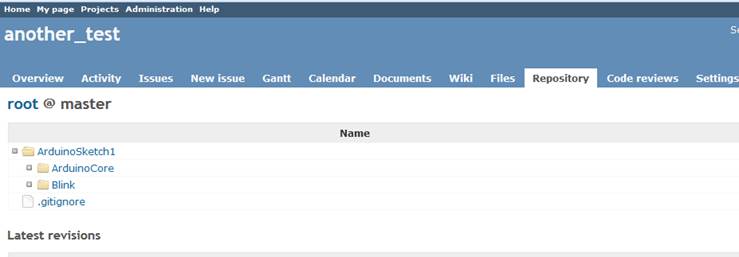 Home My page Projects Administration Help
another_test
Overview Activity Issues New issue Gantt Calendar Documents Wiki Files Repository Code reviews Settings
root @ master
Name
ArduinoSketch1
ArduinoCore
Blink
.gitignore
Latest revisions